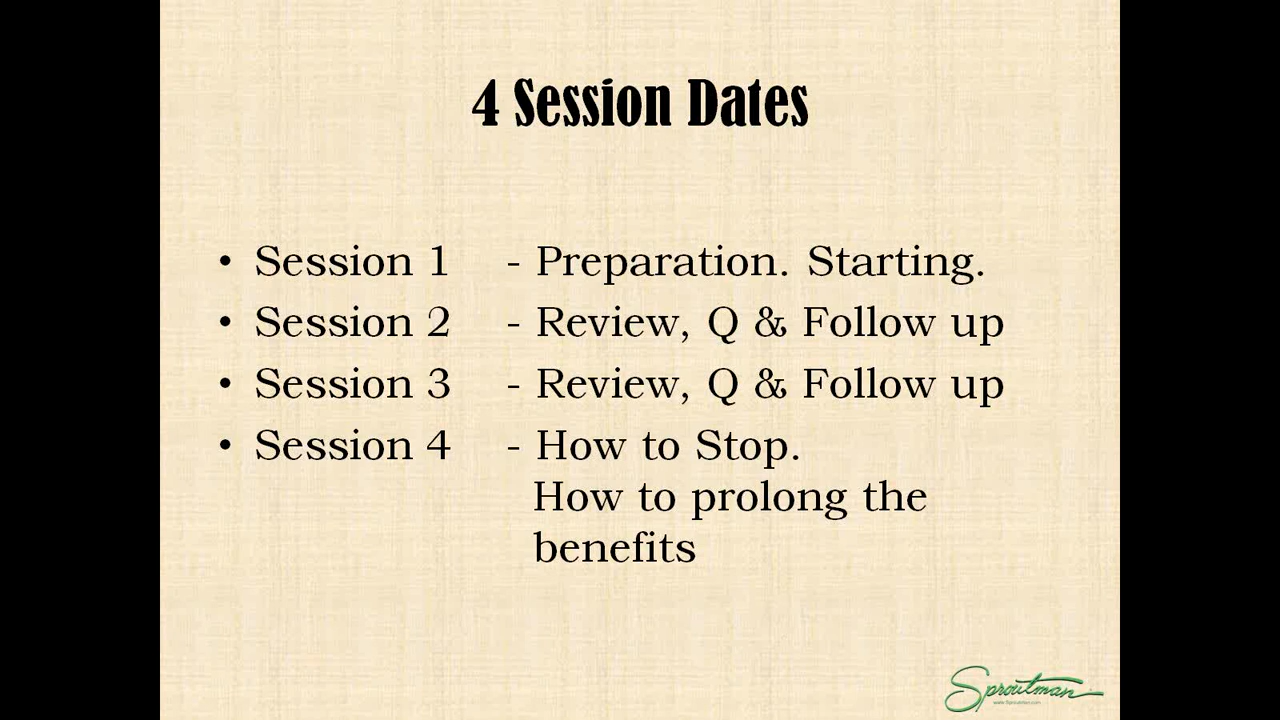 4 Session Dates
• Session 1 - Preparation. Starting.
• Session 2 - Review, Q & Follow up
• Session 3 - Review, Q & Follow up
• Session 4 - How to Stop.
How to prolong the
benefits
Sproutman